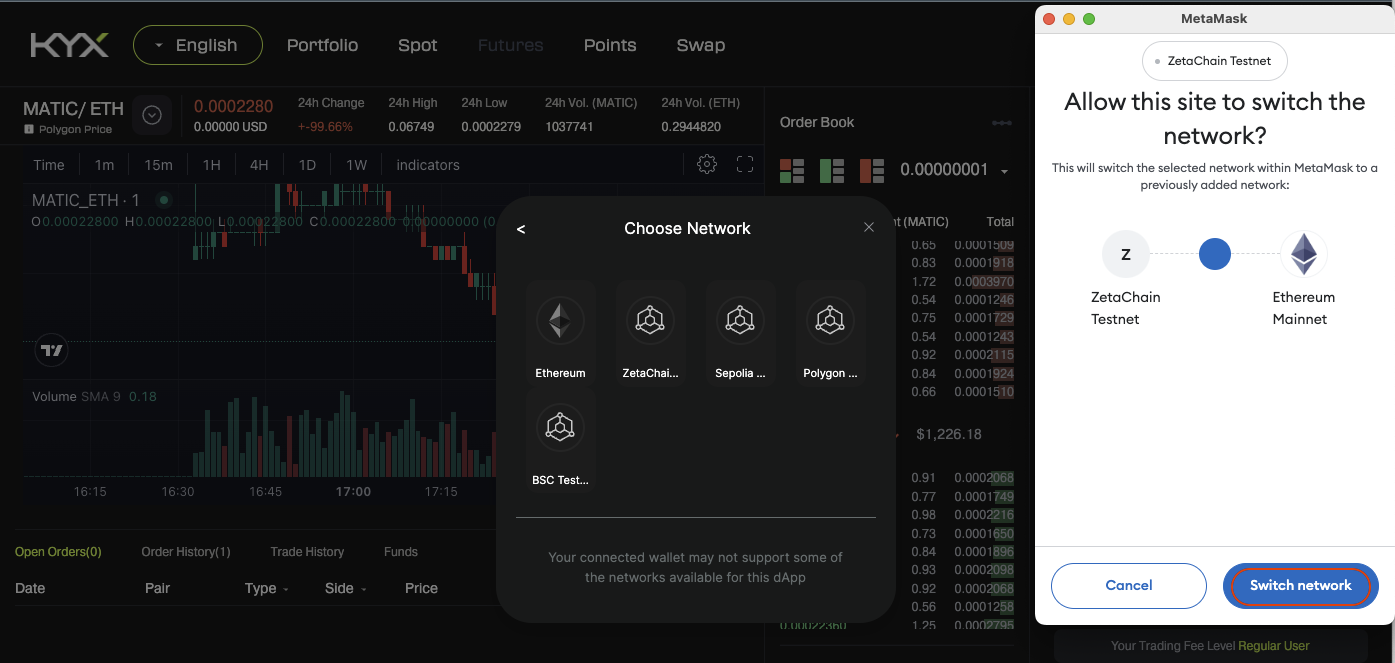 KYX
English
Portfolio
Spot
Futures
Points
Swap
MATIC/ ETH
Polygon Price
0.0002280
0.00000 USD
24h Change
+-99.66%
24h High
0.06749
24h Low
0.0002279
24h Vol. (MATIC)
1037741
24h Vol. (ETH)
0.2944820
Time
1m
15m
1H
4H
1D
1W
indicators
MATIC_ETH · 1
O0.00022800 H0.00022800 L0.00022800 C0.00022800 0.00000000 (0.
Volume SMA 9 0.18
16:15
16:30
16:45
17:00
17:15
Open Orders(0)
Order History(1)
Trade History
Funds
Date
Pair
Type
Side
Price
Order Book
0.00000001
(MATIC)
Total
0.65 0.0001509
0.83 0.0001918
1.72 0.0003970
0.54 0.0001246
0.75 0.0001729
0.54 0.0001243
0.92 0.0002115
0.84 0.0001924
0.66 0.0001510
$1,226.18
0.91 0.0002068
0.77 0.0001749
0.98 0.0002216
0.73 0.0001650
0.84 0.0001896
0.93 0.0002098
0.92 0.0002068
0.56 0.0001258
0.00022360 1.25 0.0002795
<
Choose Network
Ethereum
ZetaChai...
Sepolia ...
Polygon ...
BSC Test...
Your connected wallet may not support some of
the networks available for this dApp
MetaMask
ZetaChain Testnet
Allow this site to switch the
network?
This will switch the selected network within MetaMask to a
previously added network:
Z
ZetaChain
Testnet
Ethereum
Mainnet
Cancel
Switch network
Your Trading Fee Level Regular User